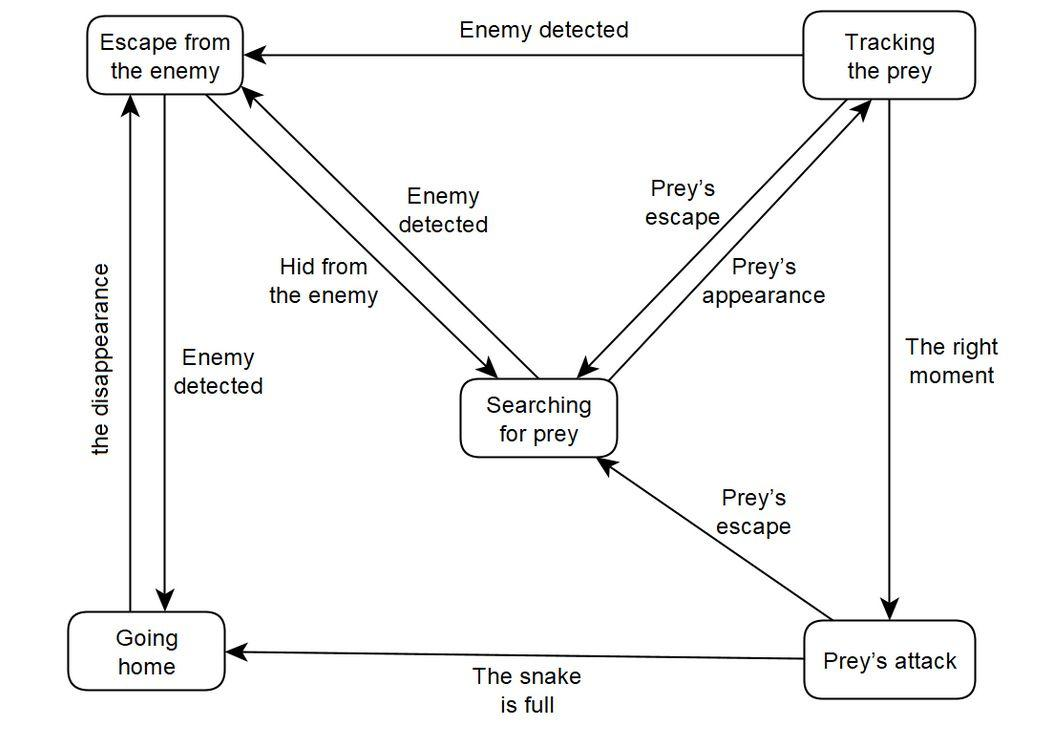 Escape from
the enemy
Enemy detected
Tracking
the prey
Enemy
detected
Prey’s
escape
Hid from
the enemy
Prey’s
appearance
the disappearance
Enemy
detected
The right
moment
Searching
for prey
Prey’s
escape
Going
home
The snake
is full
Prey’s attack